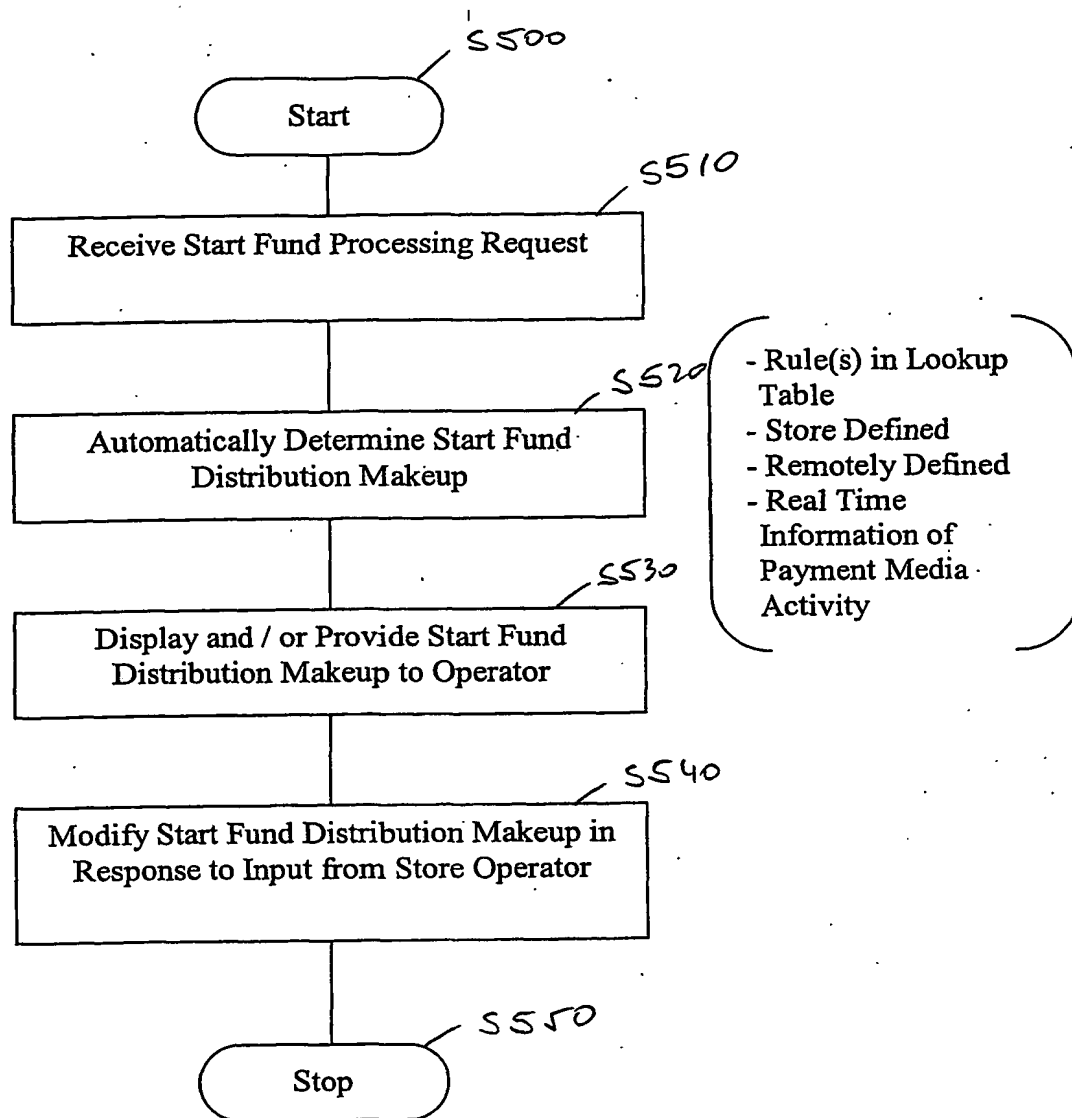 S500
Start
S510
Receive Start Fund Processing Request
S520
Automatically Determine Start Fund
Distribution Makeup
- Rule(s) in Lookup
Table
- Store Defined
- Remotely Defined
- Real Time
Information of
Payment Media
Activity
S530
Display and / or Provide Start Fund
Distribution Makeup to Operator
S540
Modify Start Fund Distribution Makeup in
Response to Input from Store Operator
S550
Stop